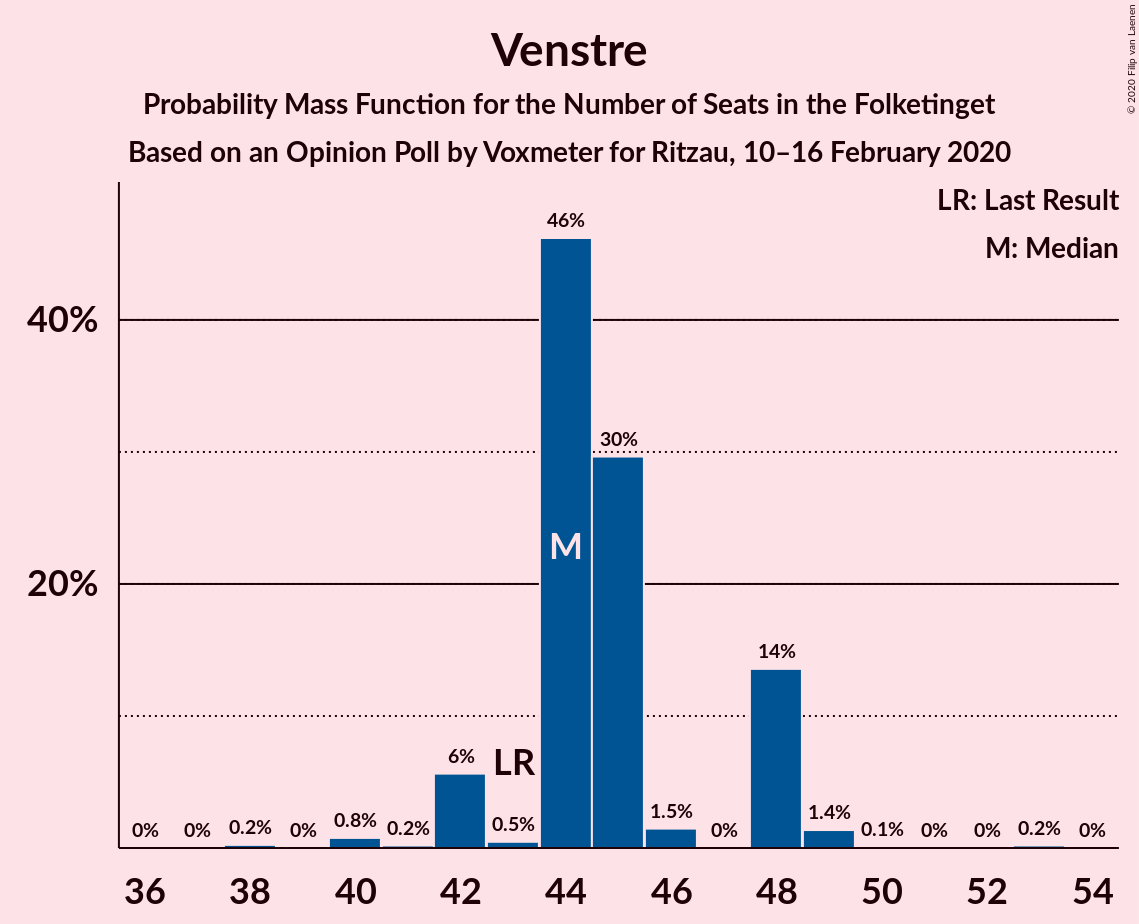 Venstre
Probability Mass Function for the Number of Seats in the Folketinget
Based on an Opinion Poll by Voxmeter for Ritzau, 10–16 February 2020
© 2020 Filip van Laenen
LR: Last Result
M: Median
40%
20%
0%
0%
0.2%
0%
0.8%
0.2%
6%
0.5%
LR
46%
M
30%
1.5%
0%
14%
1.4%
0.1%
0%
0%
0.2%
0%
36 38 40 42 44 46 48 50 52 54